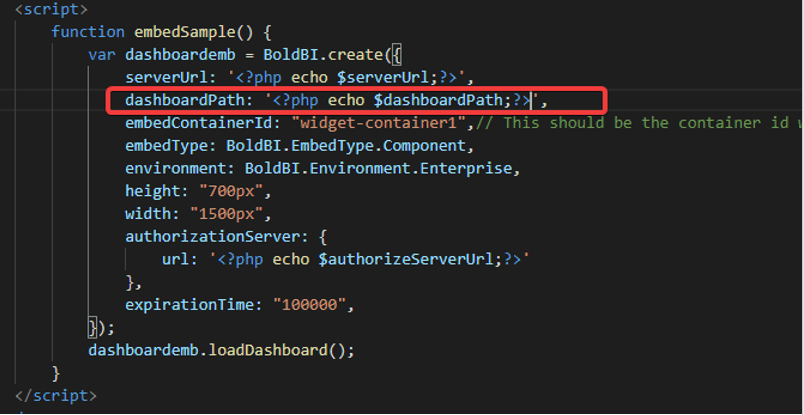 <script>
function embedSample() {
var dashboardemb = BoldBI.create({
serverUrl: '<?php echo $serverUrl;?>',
dashboardPath: '<?php echo $dashboardPath;?>',
embedContainerId: "widget-container1",// This should be the container id
embedType: BoldBI.EmbedType.Component,
environment: BoldBI.Environment.Enterprise,
height: "700px",
width: "1500px",
authorizationServer: {
url: '<?php echo $authorizeServerUrl;?>'
},
expirationTime: "100000",
});
dashboardemb.loadDashboard();
}
</script>